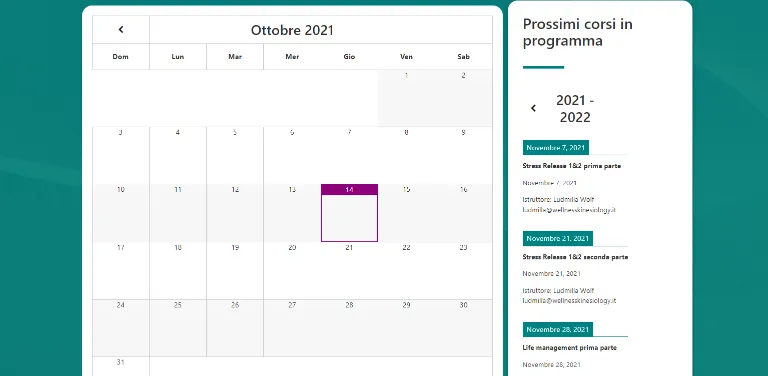 Ottobre 2021
Dom Lun Mar Mer Gio Ven Sab
1 2
3 4 5 6 7 8 9
10 11 12 13 14 15 16
17 18 19 20 21 22 23
24 25 26 27 28 29 30
31
Prossimi corsi in
programma
2021 -
2022
Novembre 7, 2021
Stress Release 1&2 prima parte
Novembre 7, 2021
Istruttore: Ludmilla Wolf
ludmilla@wellnesskinesiology.it
Novembre 21, 2021
Stress Release 1&2 seconda parte
Novembre 21, 2021
Istruttore: Ludmilla Wolf
ludmilla@wellnesskinesiology.it
Novembre 28, 2021
Life management prima parte
Novembre 28, 2021